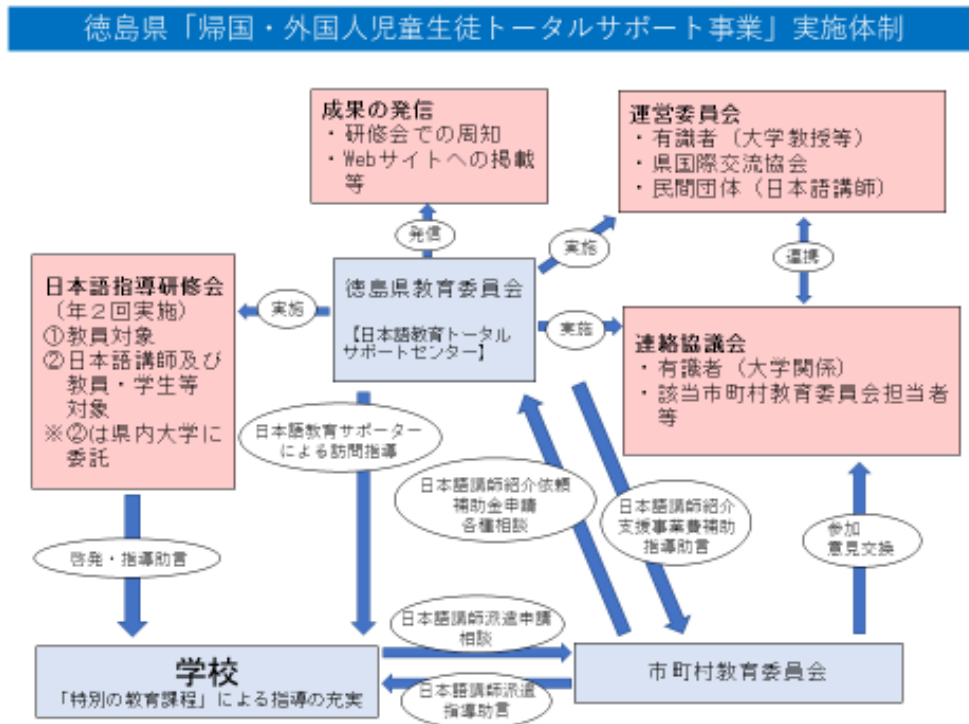 徳島県「帰国・外国人児童生徒トータルサポート事業」実施体制
成果の発信
・研修会での周知
・Webサイトへの掲載
等
運営委員会
・有識者（大学教授等）
・県国際交流協会
・民間団体（日本語講師）
発信
実施
連携
日本語指導研修会
（年２回実施）
①教員対象
②日本語講師及び
教員・学生等
対象
※②は県内大学に
委託
実施
徳島県教育委員会
【日本語教育トータル
サポートセンター】
実施
連絡協議会
・有識者（大学関係）
・該当市町村教育委員会担当者
等
日本語教育サポーター
による訪問指導
日本語講師紹介依頼
補助金申請
各種相談
日本語講師紹介
支援事業費補助
指導助言
参加
意見交換
啓発・指導助言
日本語講師派遣申請
相談
学校
「特別の教育課程」による指導の充実
市町村教育委員会
日本語講師派遣
指導助言